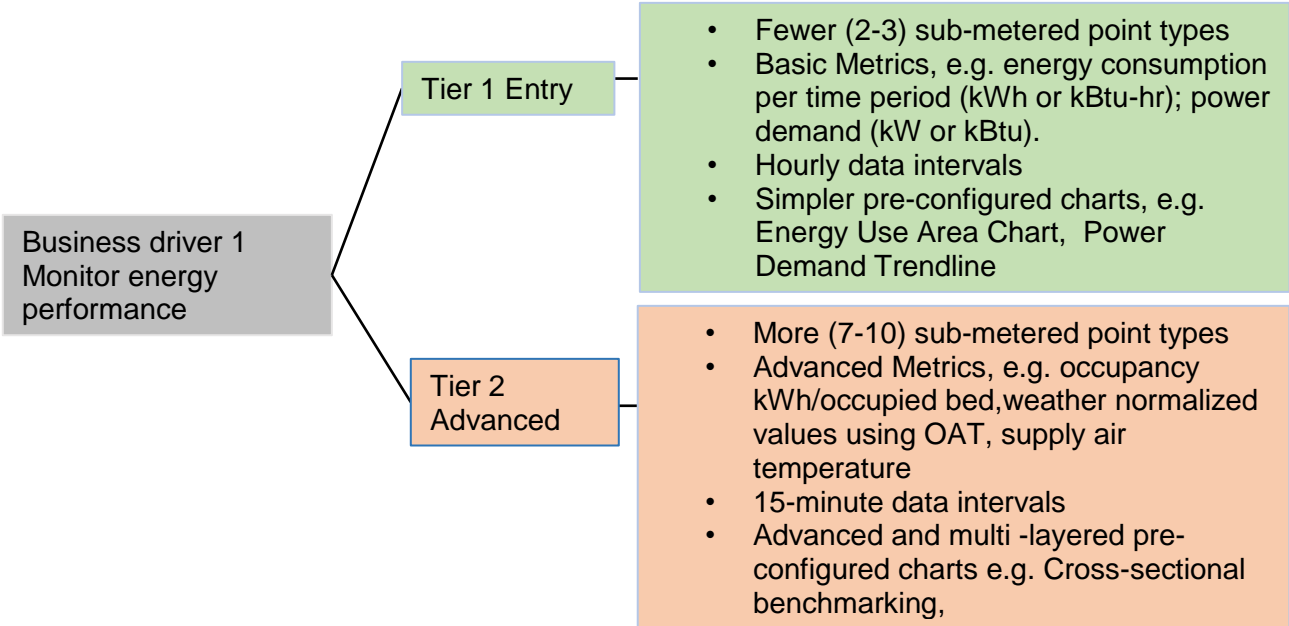 Business driver 1
Monitor energy
performance
Tier 1 Entry
• Fewer (2-3) sub-metered point types
• Basic Metrics, e.g. energy consumption
per time period (kWh or kBtu-hr); power
demand (kW or kBtu).
• Hourly data intervals
• Simpler pre-configured charts, e.g.
Energy Use Area Chart, Power
Demand Trendline
Tier 2
Advanced
• More (7-10) sub-metered point types
• Advanced Metrics, e.g. occupancy
kWh/occupied bed,weather normalized
values using OAT, supply air
temperature
• 15-minute data intervals
• Advanced and multi -layered pre-
configured charts e.g. Cross-sectional
benchmarking,